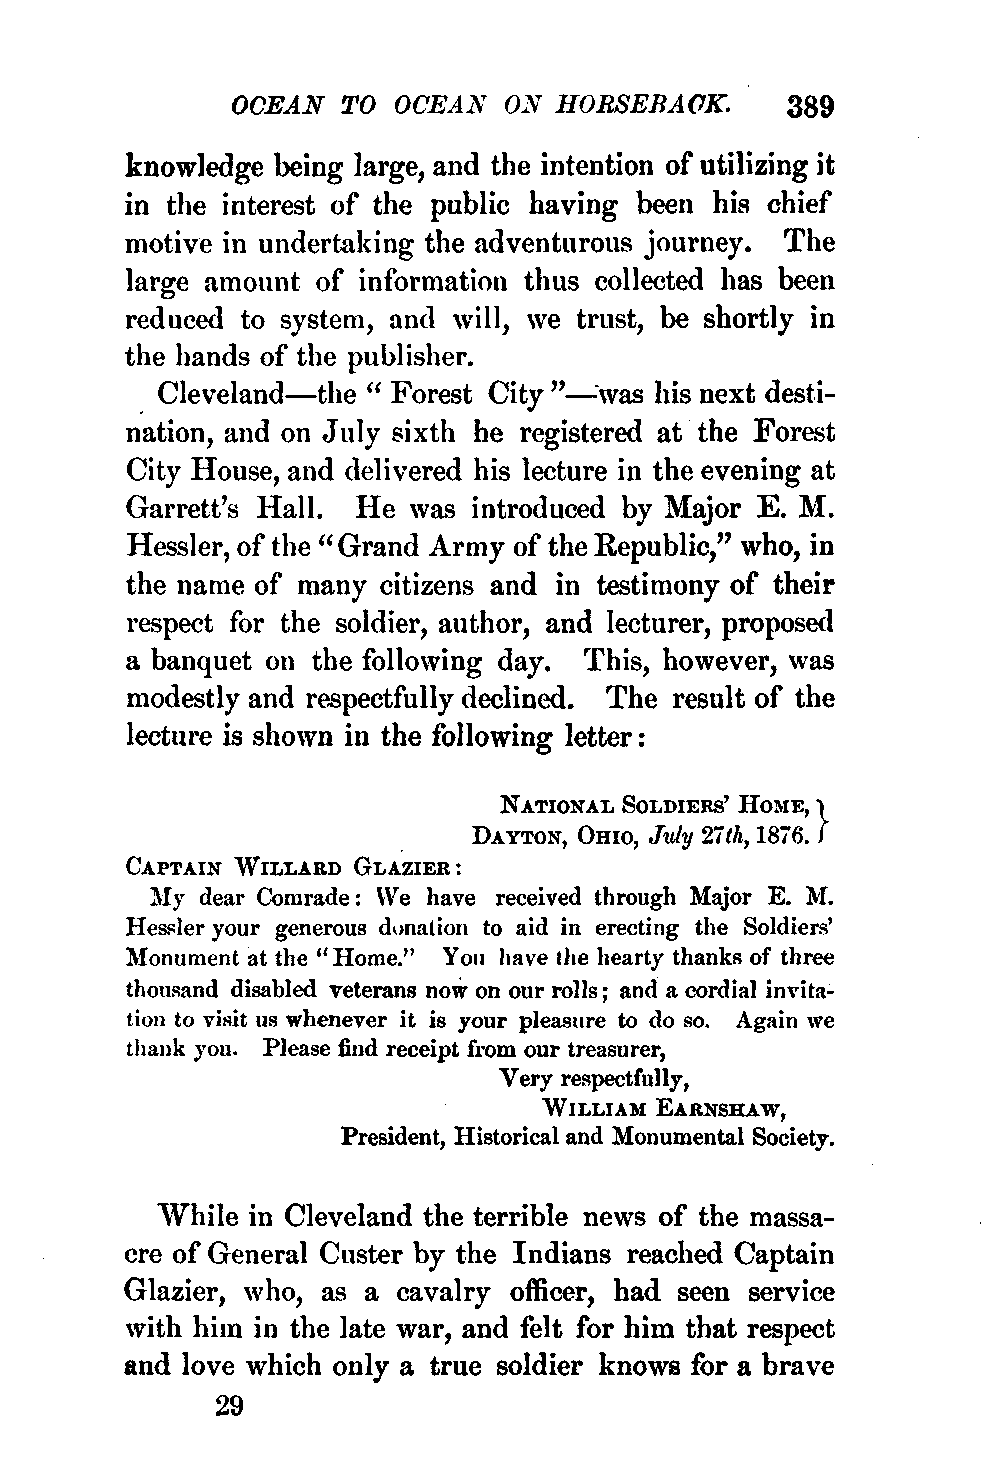 OCEAN TO OCEAN ON HORSEBACK. 389
knowledge being large, and the intention of utilizing it
in the interest of the public having been his chief
motive in undertaking the adventurous journey. The
large amount of information thus collected has been
reduced to system, and will, we trust, be shortly in
the hands of the publisher.
Cleveland—the “Forest City”—was his next desti-
nation, and on July sixth he registered at the Forest
City House, and delivered his lecture in the evening at
Garrett’s Hall. He was introduced by Major E. M.
Hessler, of the “Grand Army of the Republic,” who, in
the name of many citizens and in testimony of their
respect for the soldier, author, and lecturer, proposed
a banquet on the following day. This, however, was
modestly and respectfully declined. The result of the
lecture is shown in the following letter:
NATIONAL SOLDIERS’ HOME, }
DAYTON, OHIO, July 27th, 1876. }
CAPTAIN WILLARD GLAZIER:
My dear Comrade: We have received through Major E. M.
Hessler your generous donation to aid in erecting the Soldiers’
Monument at the “Home.” You have the hearty thanks of three
thousand disabled veterans now on our rolls; and a cordial invita-
tion to visit us whenever it is your pleasure to do so. Again we
thank you. Please find receipt from our treasurer,
Very respectfully,
WILLIAM EARNSHAW,
President, Historical and Monumental Society.
While in Cleveland the terrible news of the massa-
cre of General Custer by the Indians reached Captain
Glazier, who, as a cavalry officer, had seen service
with him in the late war, and felt for him that respect
and love which only a true soldier knows for a brave
29